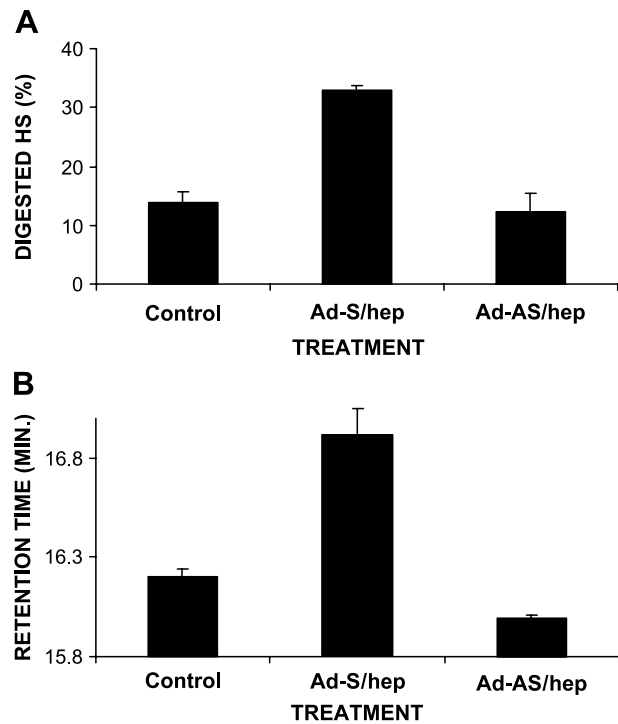 A
DIGESTED HS (%)
40
30
20
10
0
Control Ad-S/hep Ad-AS/hep
TREATMENT
B
RETENTION TIME (MIN.)
16.8
16.3
15.8
Control Ad-S/hep Ad-AS/hep
TREATMENT